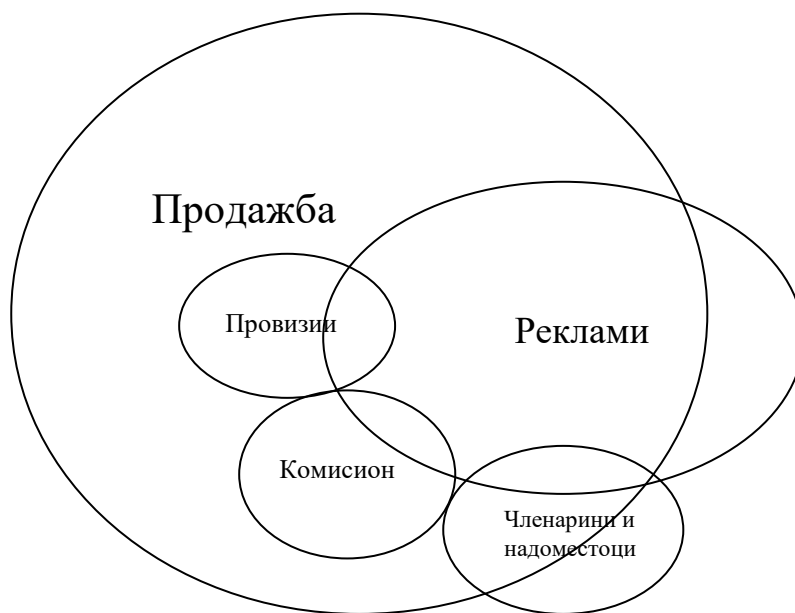 Продажба
Провизии
Реклами
Комисион
Членарини и
надоместоци